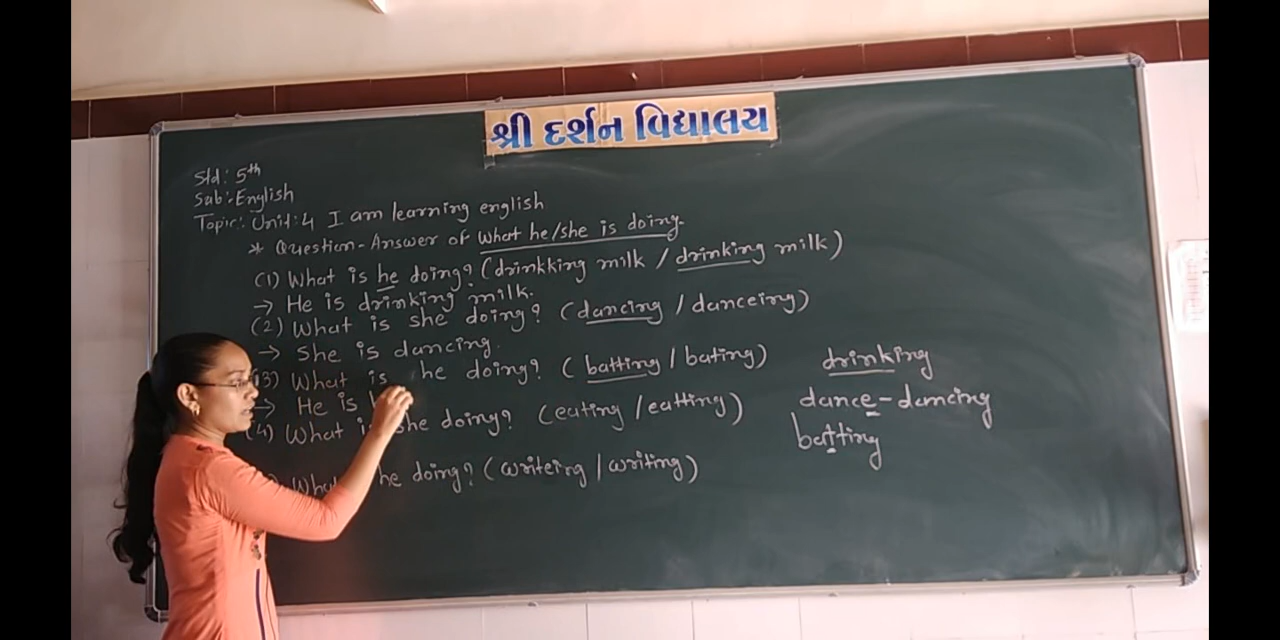 શ્રી દર્શન વિદ્યાલય
Std: 5th
Sub:-English
Topic: Unit:4 I am learning english
* Question-Answer of what he/she is doing.
(1) What is he doing? (drinkking milk / drinking milk)
→ He is drinking milk.
(2) What is she doing? (dancing / danceing)
→ She is dancing.
(3) What is he doing? (batting / bating)
→ He is
(4) What is she doing? (eating / eatting)
What he doing? (writeing / writing)
drinking
dance - dancing
batting